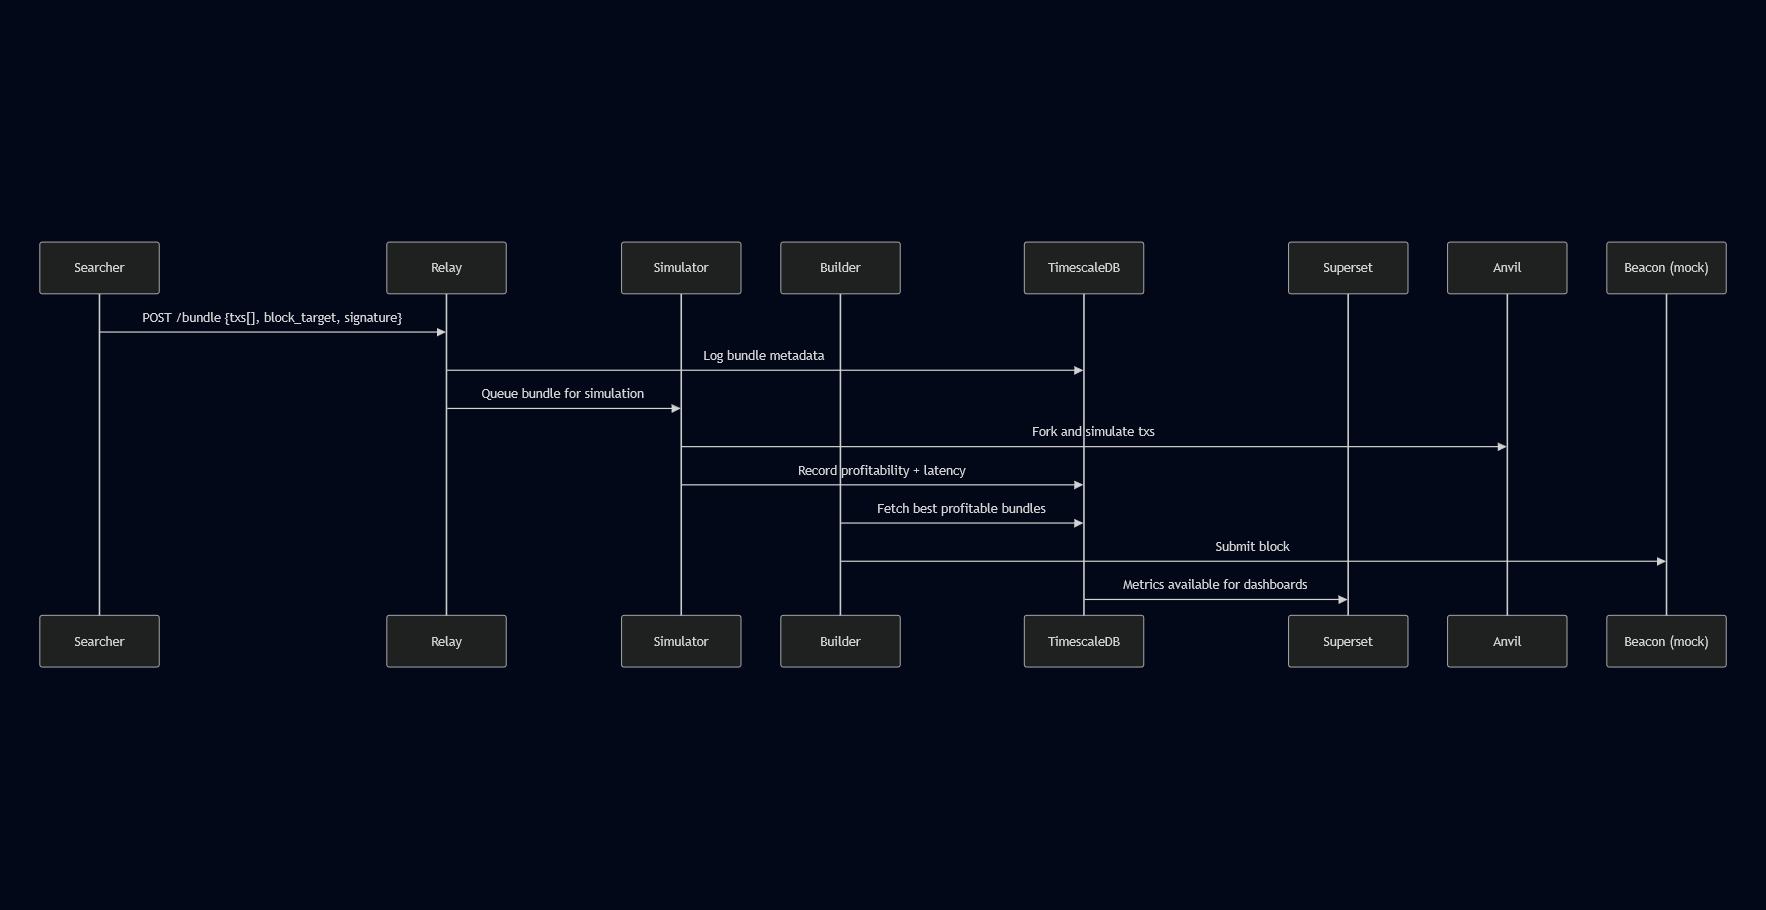 Searcher
Relay
Simulator
Builder
TimescaleDB
Superset
Anvil
Beacon (mock)
POST /bundle {txs[], block_target, signature}
Log bundle metadata
Queue bundle for simulation
Fork and simulate txs
Record profitability + latency
Fetch best profitable bundles
Submit block
Metrics available for dashboards
Searcher
Relay
Simulator
Builder
TimescaleDB
Superset
Anvil
Beacon (mock)